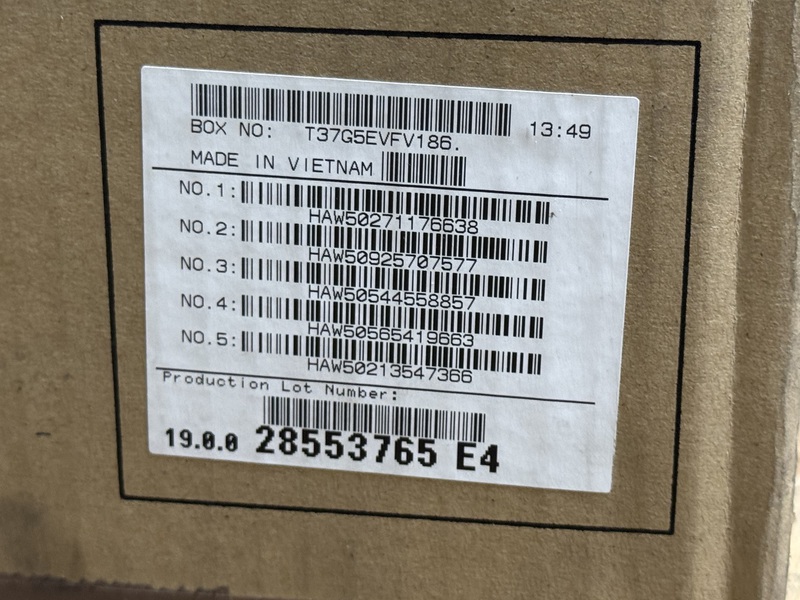 13:49
BOX NO: T37G5EVFV186.
MADE IN VIETNAM
NO.1:
HAW50271176638
NO.2:
HAW50925707577
NO.3:
HAW50544558857
NO.4:
HAW50565419663
NO.5:
HAW50213547366
Production Lot Number:
19.0.0 28553765 E4